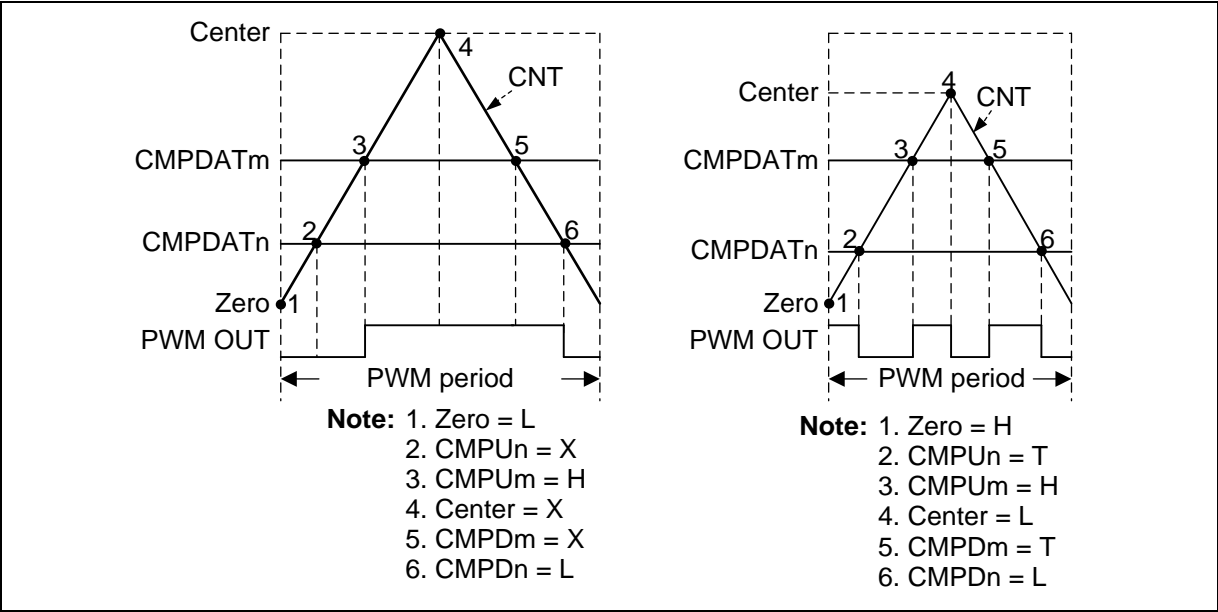 Center
4
CNT
3
5
CMPDATm
2
6
CMPDATn
Zero
1
PWM OUT
PWM period
Note: 1. Zero = L
2. CMPUn = X
3. CMPUm = H
4. Center = X
5. CMPDm = X
6. CMPDn = L
4
Center
CNT
3
5
CMPDATm
2
6
CMPDATn
Zero
1
PWM OUT
PWM period
Note: 1. Zero = H
2. CMPUn = T
3. CMPUm = H
4. Center = L
5. CMPDm = T
6. CMPDn = L